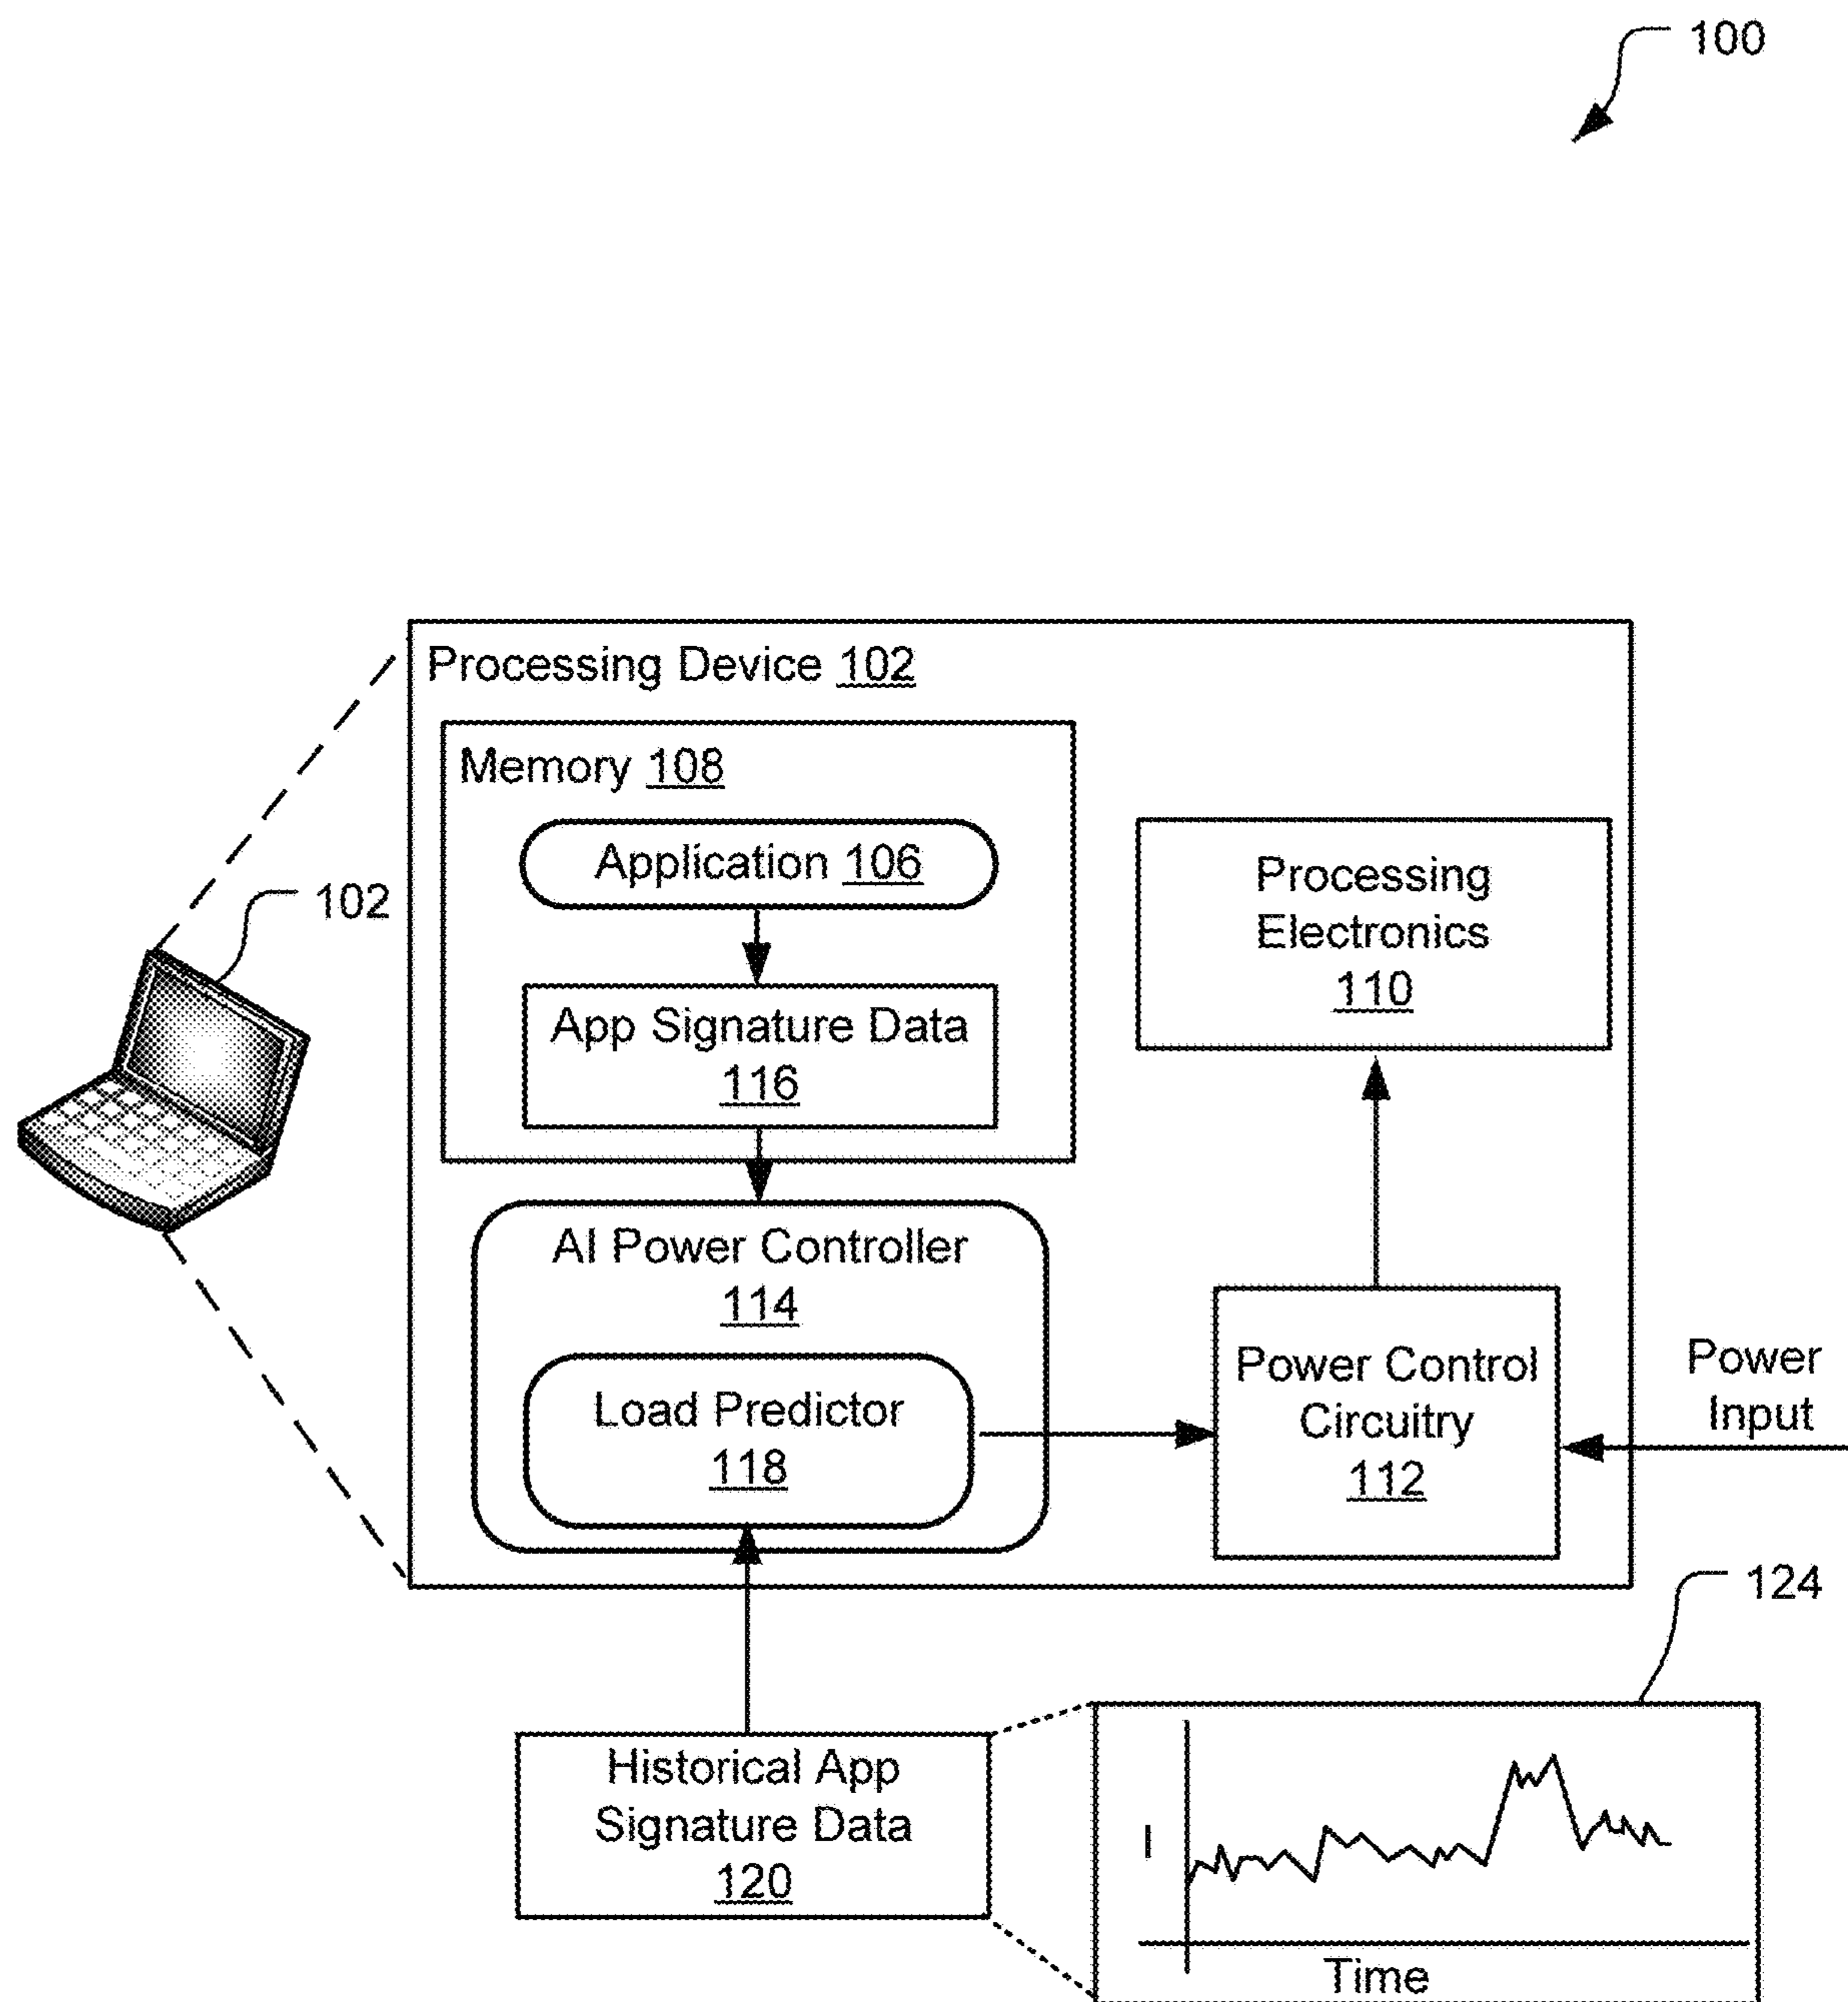 100
Processing Device 102
Memory 108
Application 106
102
Processing
Electronics
110
App Signature Data
116
AI Power Controller
114
Load Predictor
118
Power Control
Circuitry
112
Power
Input
124
Historical App
Signature Data
120
I
Time